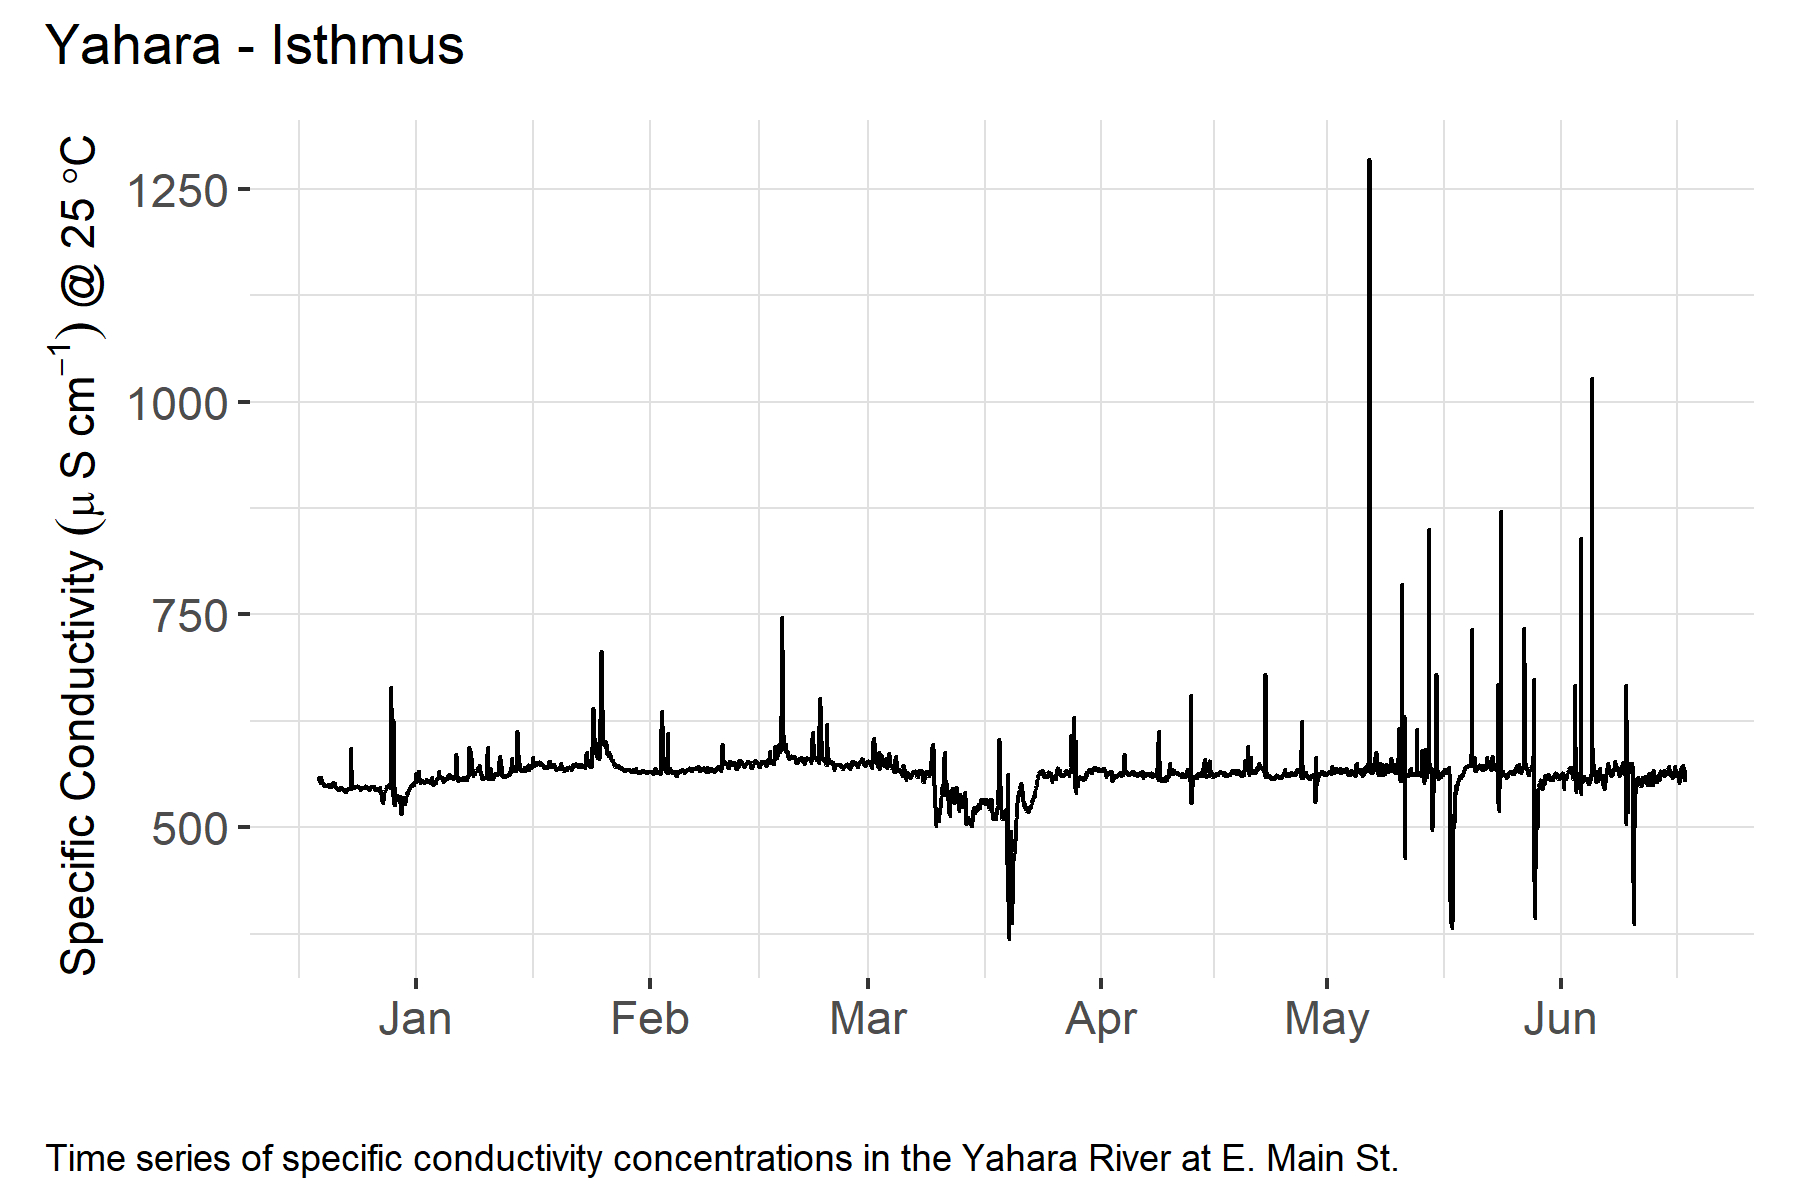 Yahara - Isthmus
Specific Conductivity (μ S cm⁻¹) @ 25 °C
1250
1000
750
500
Jan Feb Mar Apr May Jun
Time series of specific conductivity concentrations in the Yahara River at E. Main St.